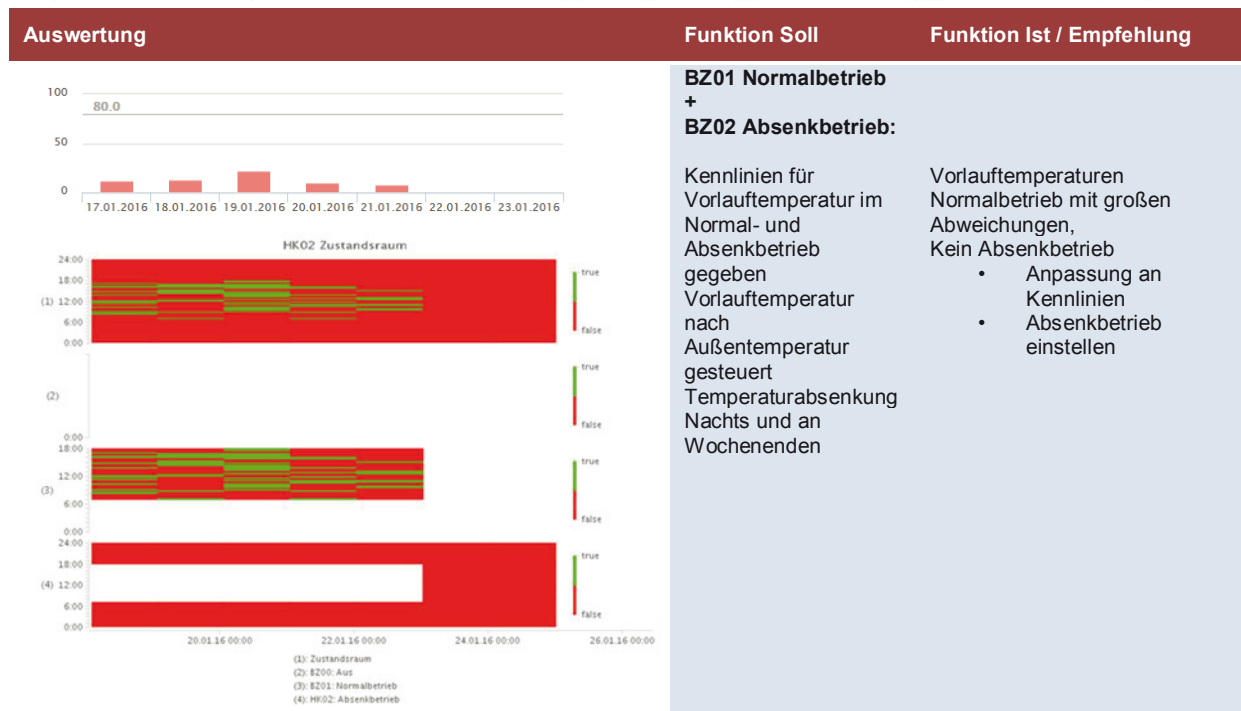 Auswertung
Funktion Soll
Funktion Ist / Empfehlung
100
80.0
50
0
17.01.2016 18.01.2016 19.01.2016 20.01.2016 21.01.2016 22.01.2016 23.01.2016
HK02 Zustandsraum
24:00
18:00
(1) 12:00
6:00
0:00
true
false
(2)
0:00
true
false
18:00
12:00
(3)
6:00
0:00
true
false
24:00
18:00
(4) 12:00
6:00
0:00
true
false
20.01.16 00:00 22.01.16 00:00 24.01.16 00:00 26.01.16 00:00
(1): Zustandsraum
(2): BZ00: Aus
(3): BZ01: Normalbetrieb
(4): HK02: Absenkbetrieb
BZ01 Normalbetrieb
+
BZ02 Absenkbetrieb:
Kennlinien für
Vorlauftemperatur im
Normal- und
Absenkbetrieb
gegeben
Vorlauftemperatur
nach
Außentemperatur
gesteuert
Temperaturabsenkung
Nachts und an
Wochenenden
Vorlauftemperaturen
Normalbetrieb mit großen
Abweichungen,
Kein Absenkbetrieb
• Anpassung an
Kennlinien
• Absenkbetrieb
einstellen